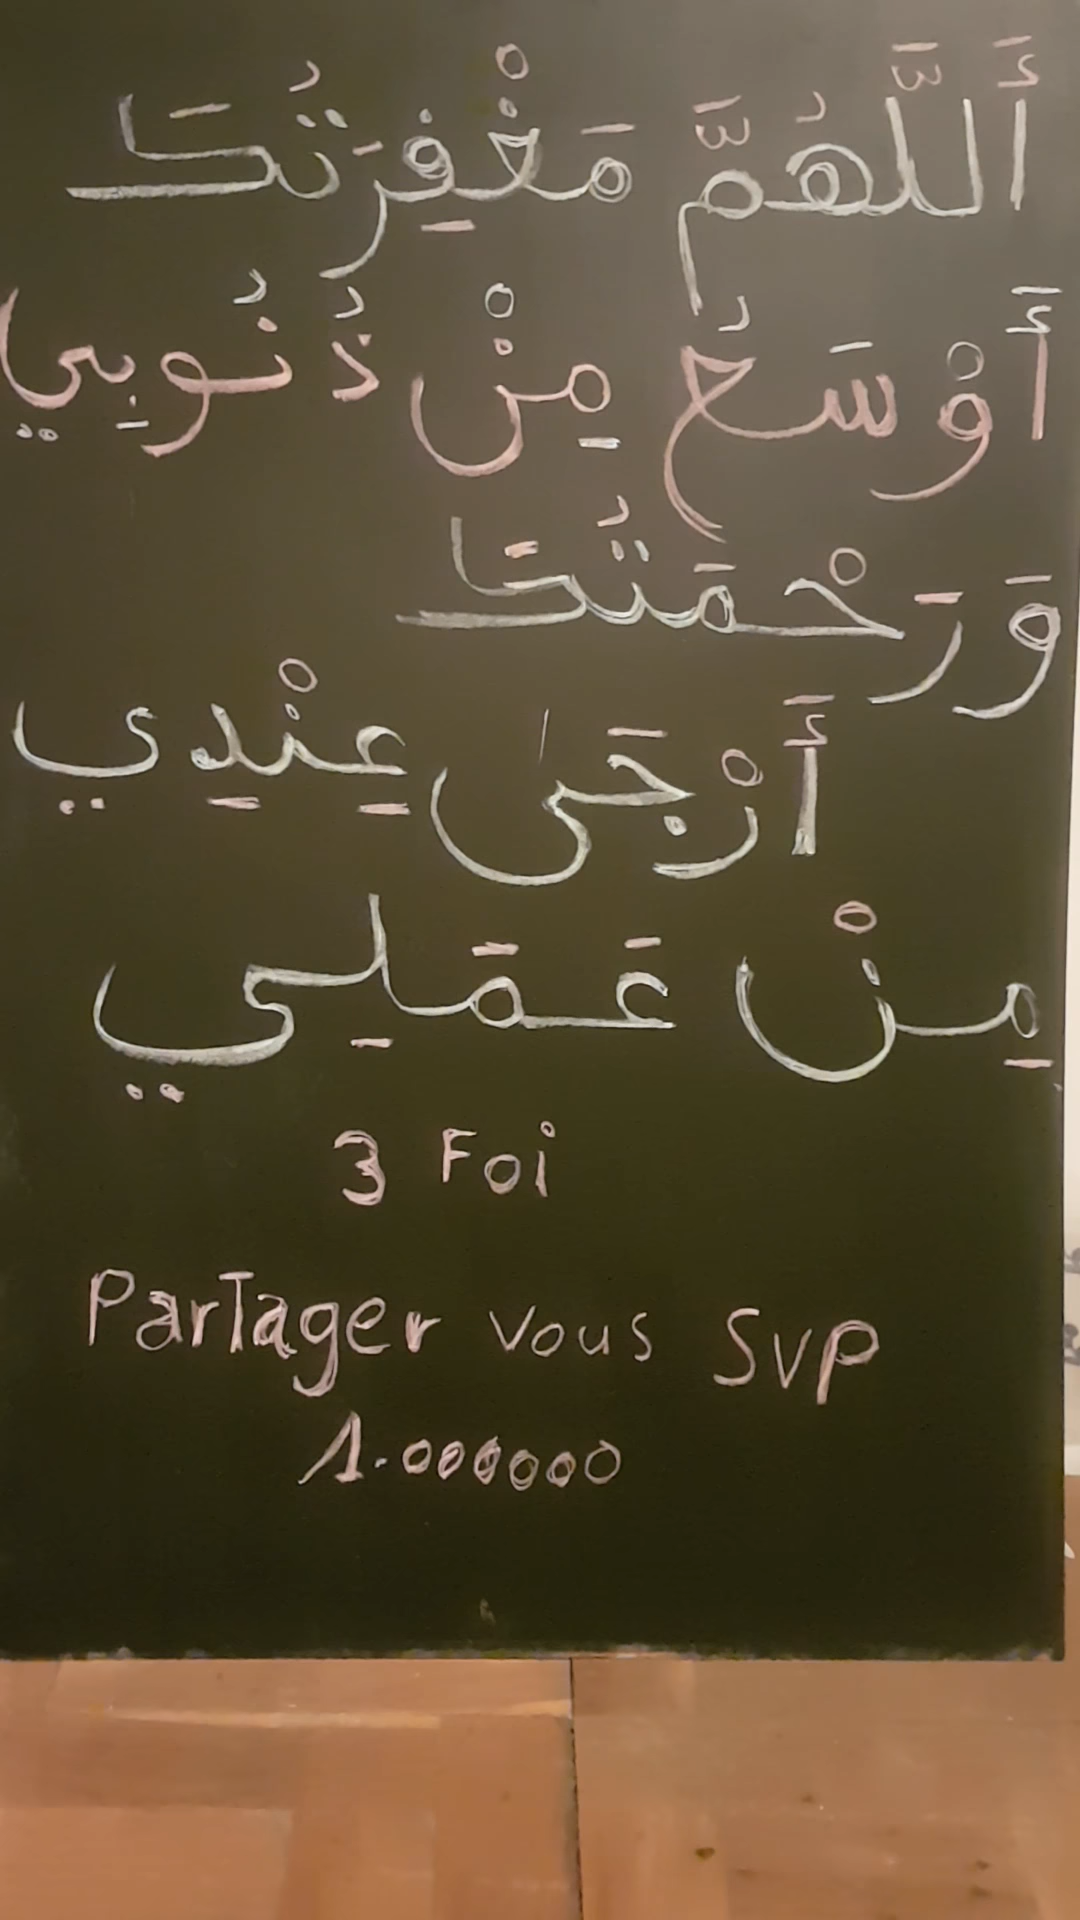 أَللَّهُمَّ مَغْفِرَتُكَ
أَوْسَعُ مِنْ ذُنُوبِي
وَرَحْمَتُكَ
أَرْجَىٰ عِنْدِي
مِنْ عَمَلِي
3 Foi
ParTager vous SVP
1.000000